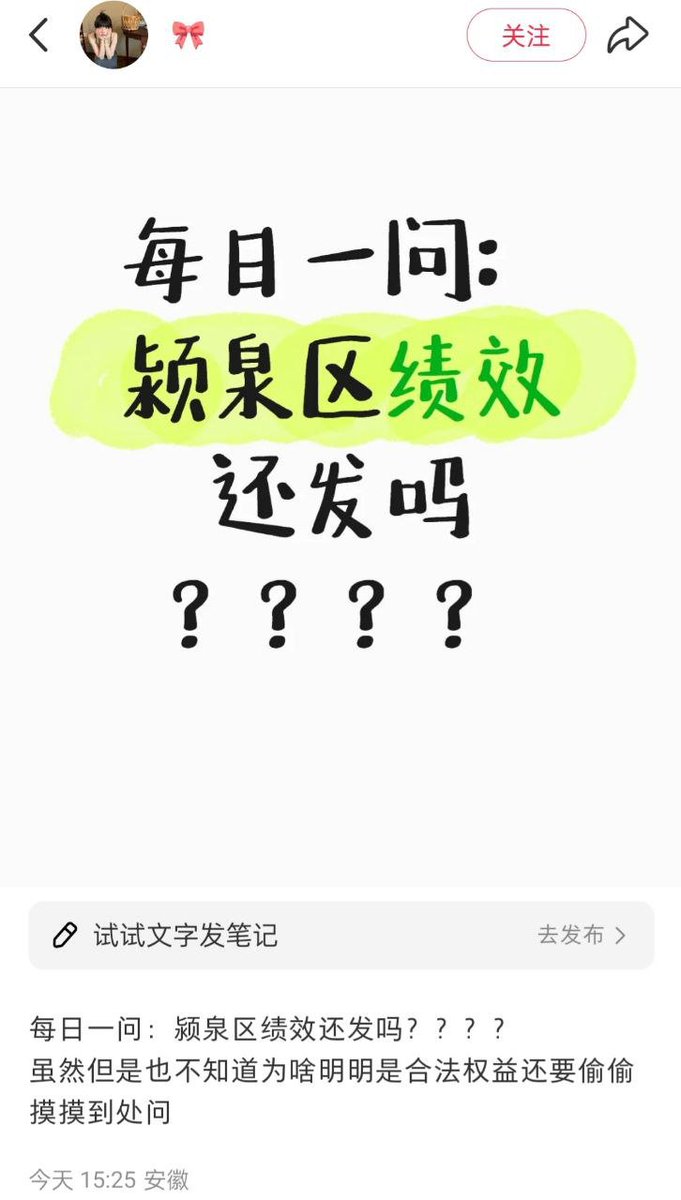 关注
每日一问:
颍泉区绩效
还发吗
？？？？
试试文字发笔记
去发布
每日一问：颍泉区绩效还发吗？？？？
虽然但是也不知道为啥明明是合法权益还要偷偷
摸摸到处问
今天 15:25 安徽